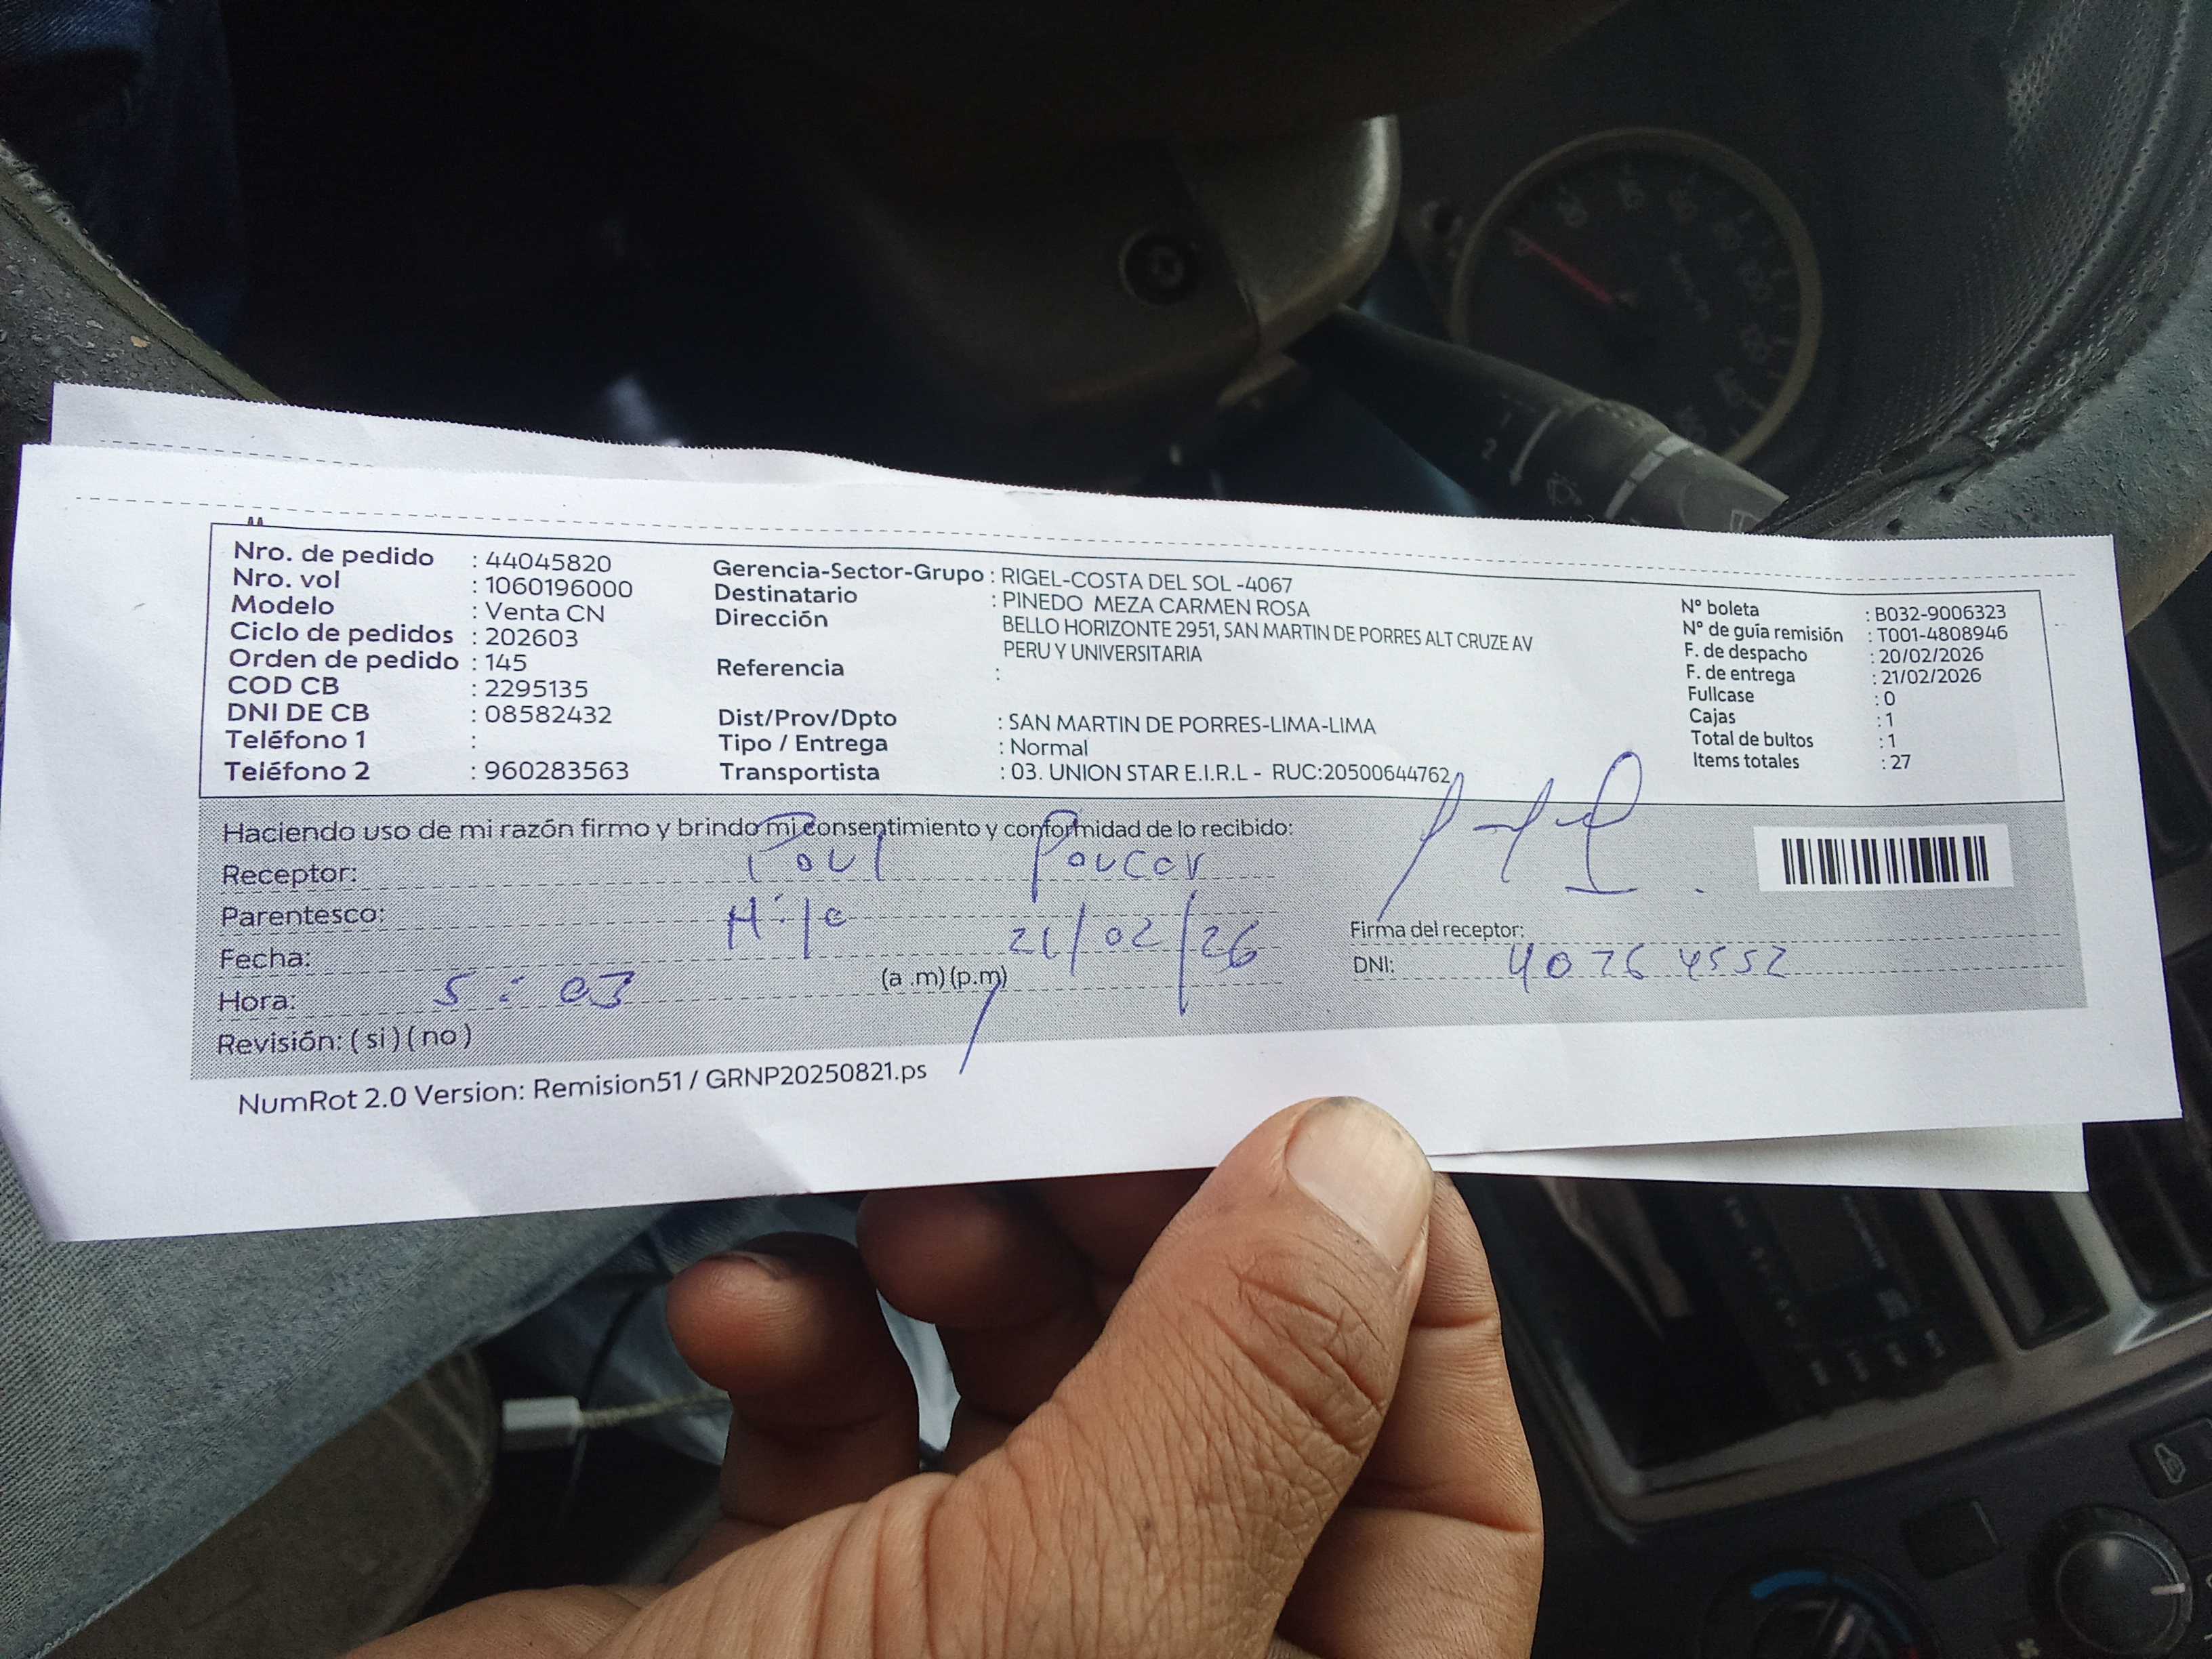 Nro. de pedido : 44045820
Nro. vol : 1060196000
Modelo : Venta CN
Ciclo de pedidos : 202603
Orden de pedido : 145
COD CB : 2295135
DNI DE CB : 08582432
Teléfono 1 :
Teléfono 2 : 960283563
Gerencia-Sector-Grupo : RIGEL-COSTA DEL SOL -4067
Destinatario : PINEDO MEZA CARMEN ROSA
Dirección BELLO HORIZONTE 2951, SAN MARTIN DE PORRES ALT CRUZE AV
PERU Y UNIVERSITARIA
Referencia :
Dist/Prov/Dpto : SAN MARTIN DE PORRES-LIMA-LIMA
Tipo / Entrega : Normal
Transportista : 03. UNION STAR E.I.R.L - RUC:20500644762
N° boleta : B032-9006323
N° de guía remisión : T001-4808946
F. de despacho : 20/02/2026
F. de entrega : 21/02/2026
Fullcase : 0
Cajas : 1
Total de bultos : 1
Items totales : 27
Haciendo uso de mi razón firmo y brindo mi consentimiento y conformidad de lo recibido:
Receptor: Poul Poucar
Parentesco: Hijo
Fecha: 21/02/26
Hora: 5:03 (a .m) (p.m)
Revisión: ( si ) ( no )
Firma del receptor:
DNI: 40764552
NumRot 2.0 Version: Remision51 / GRNP20250821.ps